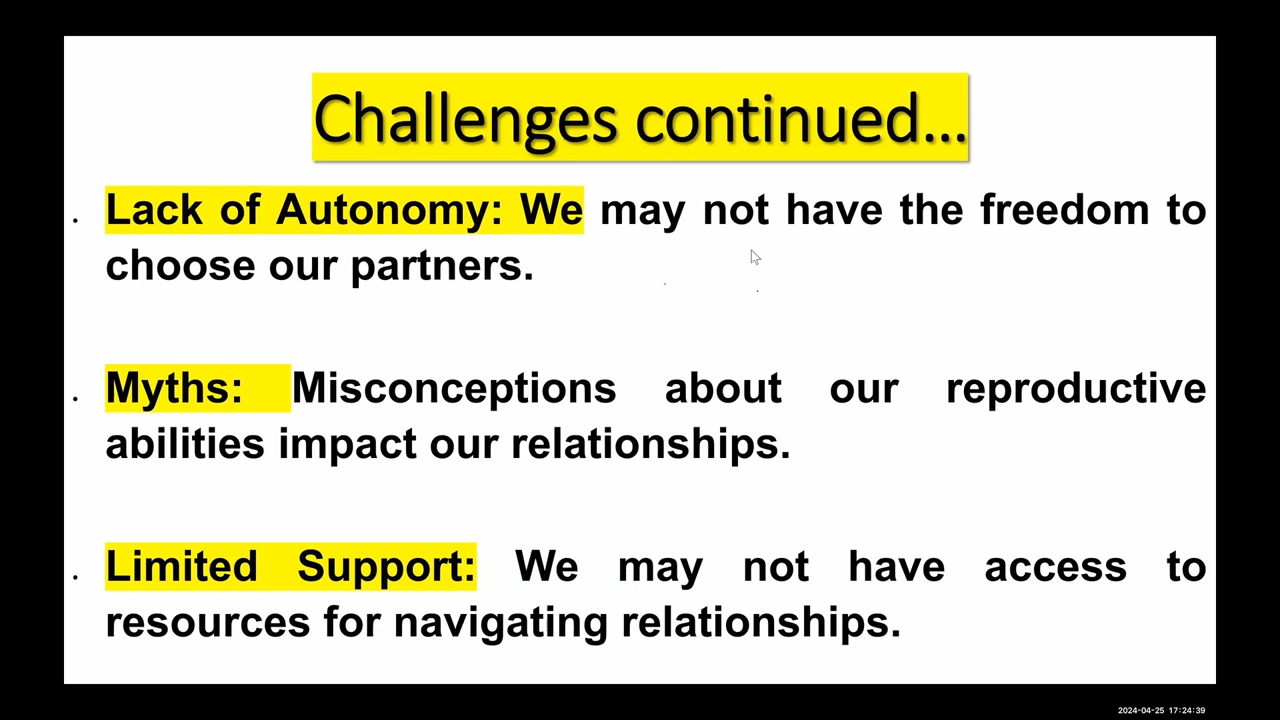 Challenges continued...
. Lack of Autonomy: We may not have the freedom to
choose our partners.
. Myths: Misconceptions about our reproductive
abilities impact our relationships.
. Limited Support: We may not have access to
resources for navigating relationships.
2024-04-25 17:24:39